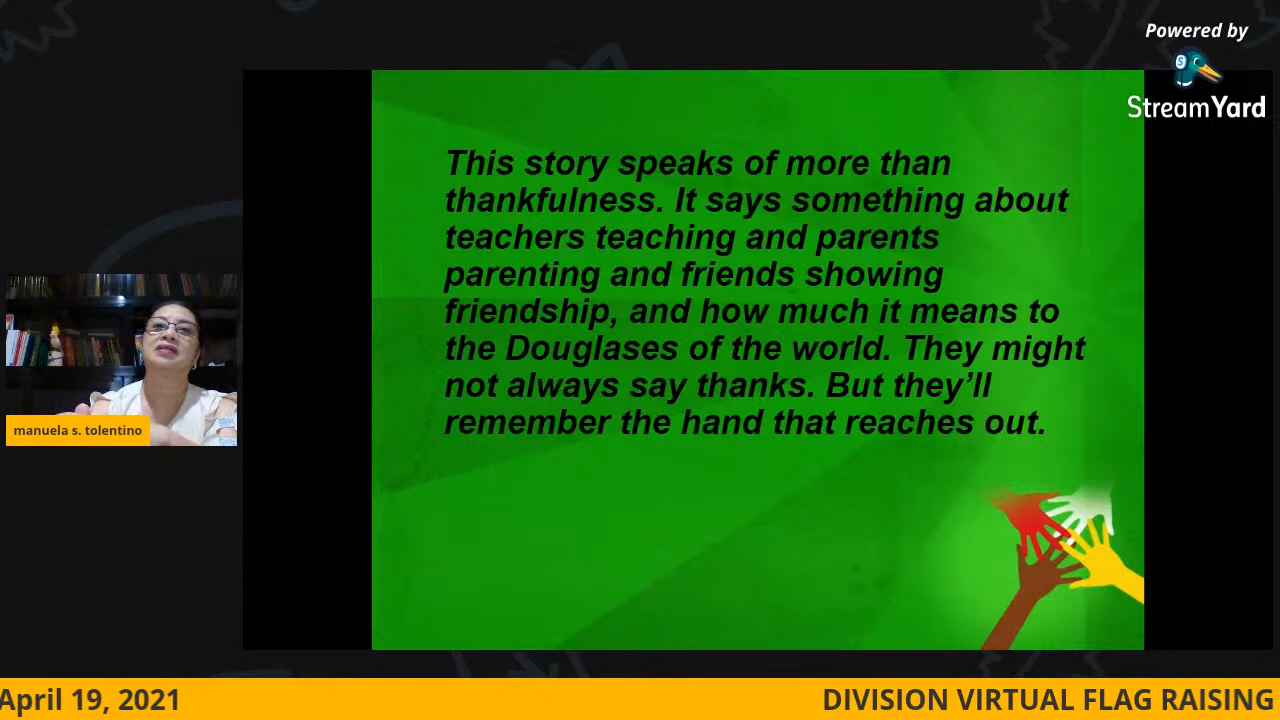 Powered by
StreamYard
This story speaks of more than
thankfulness. It says something about
teachers teaching and parents
parenting and friends showing
friendship, and how much it means to
the Douglases of the world. They might
not always say thanks. But they’ll
remember the hand that reaches out.
manuela s. tolentino
April 19, 2021
DIVISION VIRTUAL FLAG RAISING